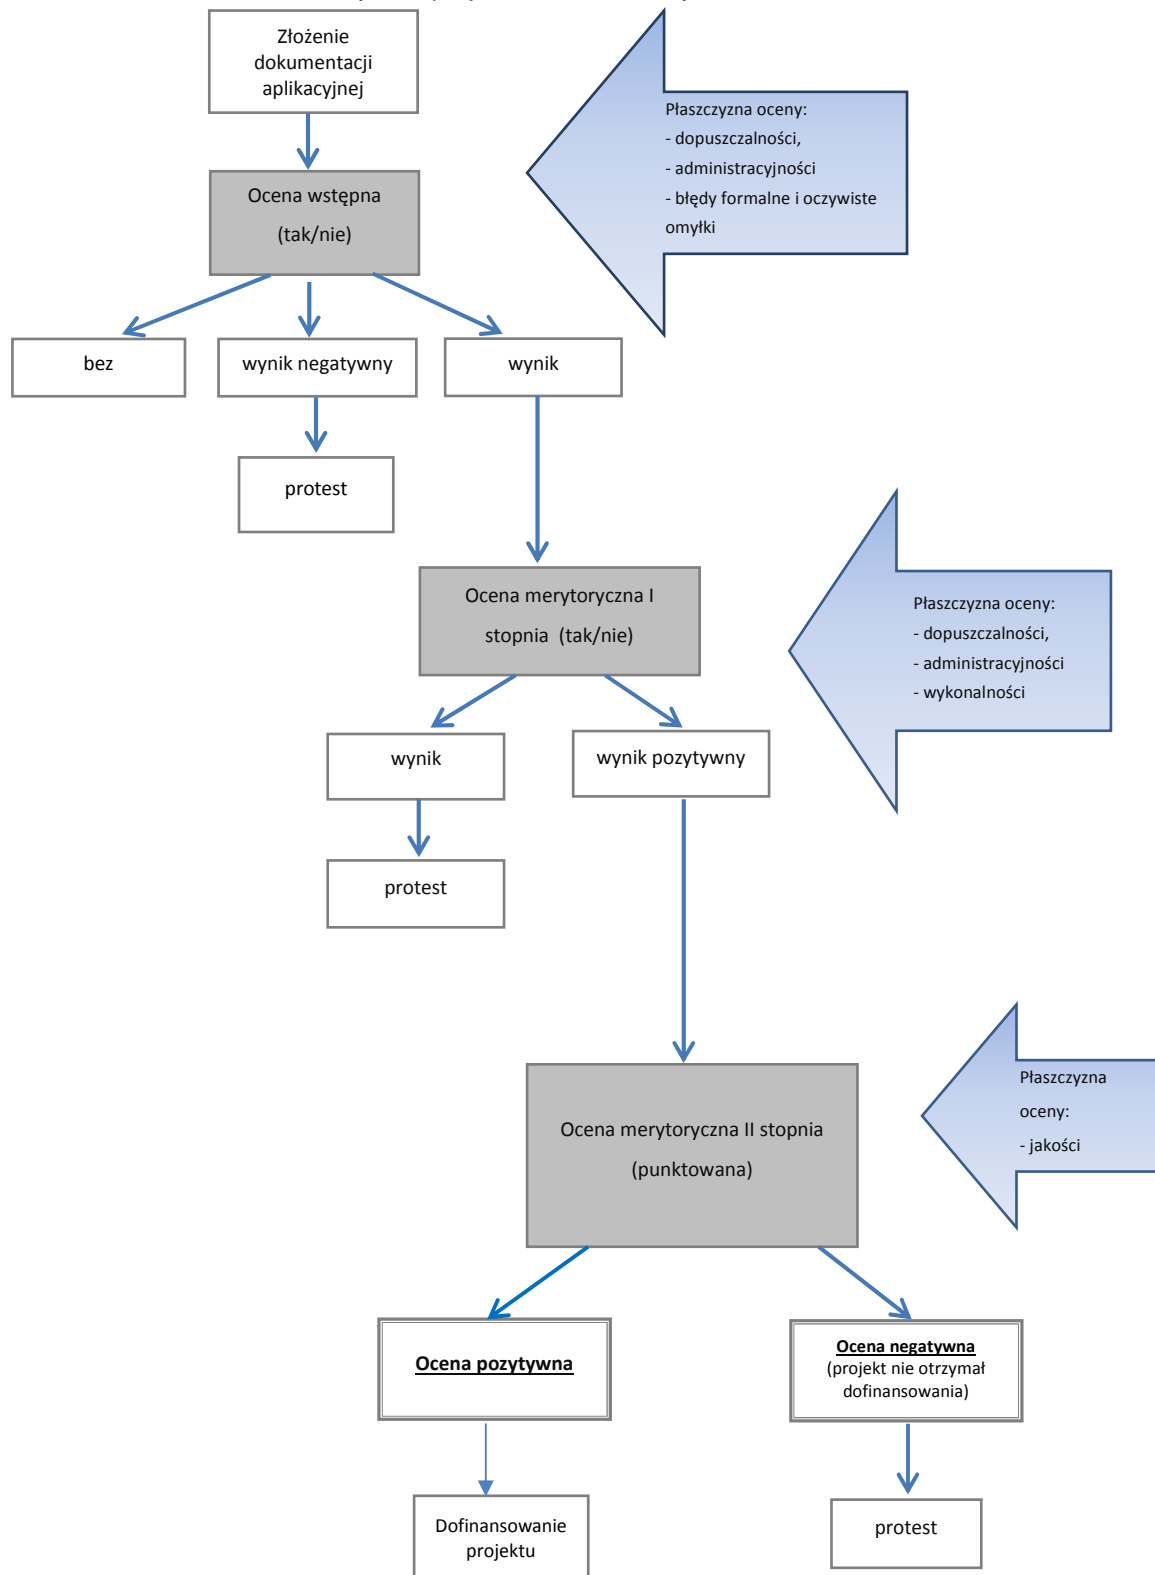 Złożenie
dokumentacji
aplikacyjnej
Płaszczyzna oceny:
- dopuszczalności,
- administracyjności
- błędy formalne i oczywiste
omyłki
Ocena wstępna
(tak/nie)
bez
wynik negatywny
wynik
protest
Ocena merytoryczna I
stopnia (tak/nie)
Płaszczyzna oceny:
- dopuszczalności,
- administracyjności
- wykonalności
wynik
wynik pozytywny
protest
Płaszczyzna
oceny:
- jakości
Ocena merytoryczna II stopnia
(punktowana)
Ocena pozytywna
Ocena negatywna
(projekt nie otrzymał
dofinansowania)
Dofinansowanie
projektu
protest